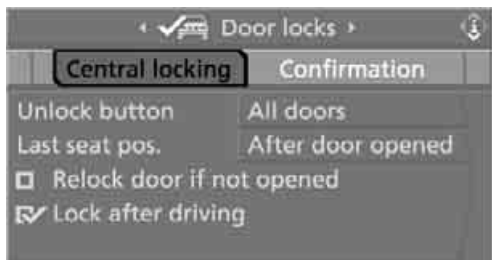 Door locks
Central locking Confirmation
Unlock button All doors
Last seat pos. After door opened
Relock door if not opened
Lock after driving